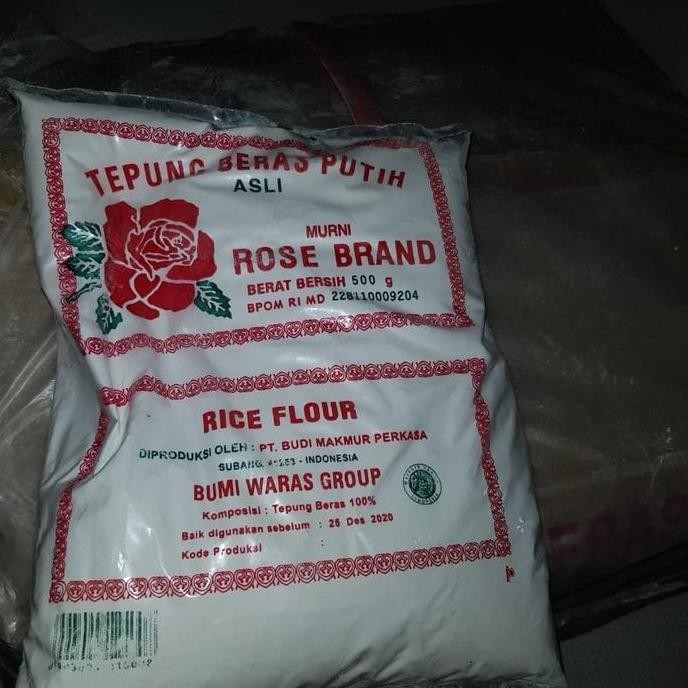 TEPUNG BERAS PUTIH
ASLI
MURNI
ROSE BRAND
BERAT BERSIH 500 g
BPOM RI MD 228110009204
RICE FLOUR
DIPRODUKSI OLEH : PT. BUDI MAKMUR PERKASA
SUBANG - INDONESIA
BUMI WARAS GROUP
Komposisi : Tepung Beras 100%
Baik digunakan sebelum : 25 Des 2020
Kode Produksi :